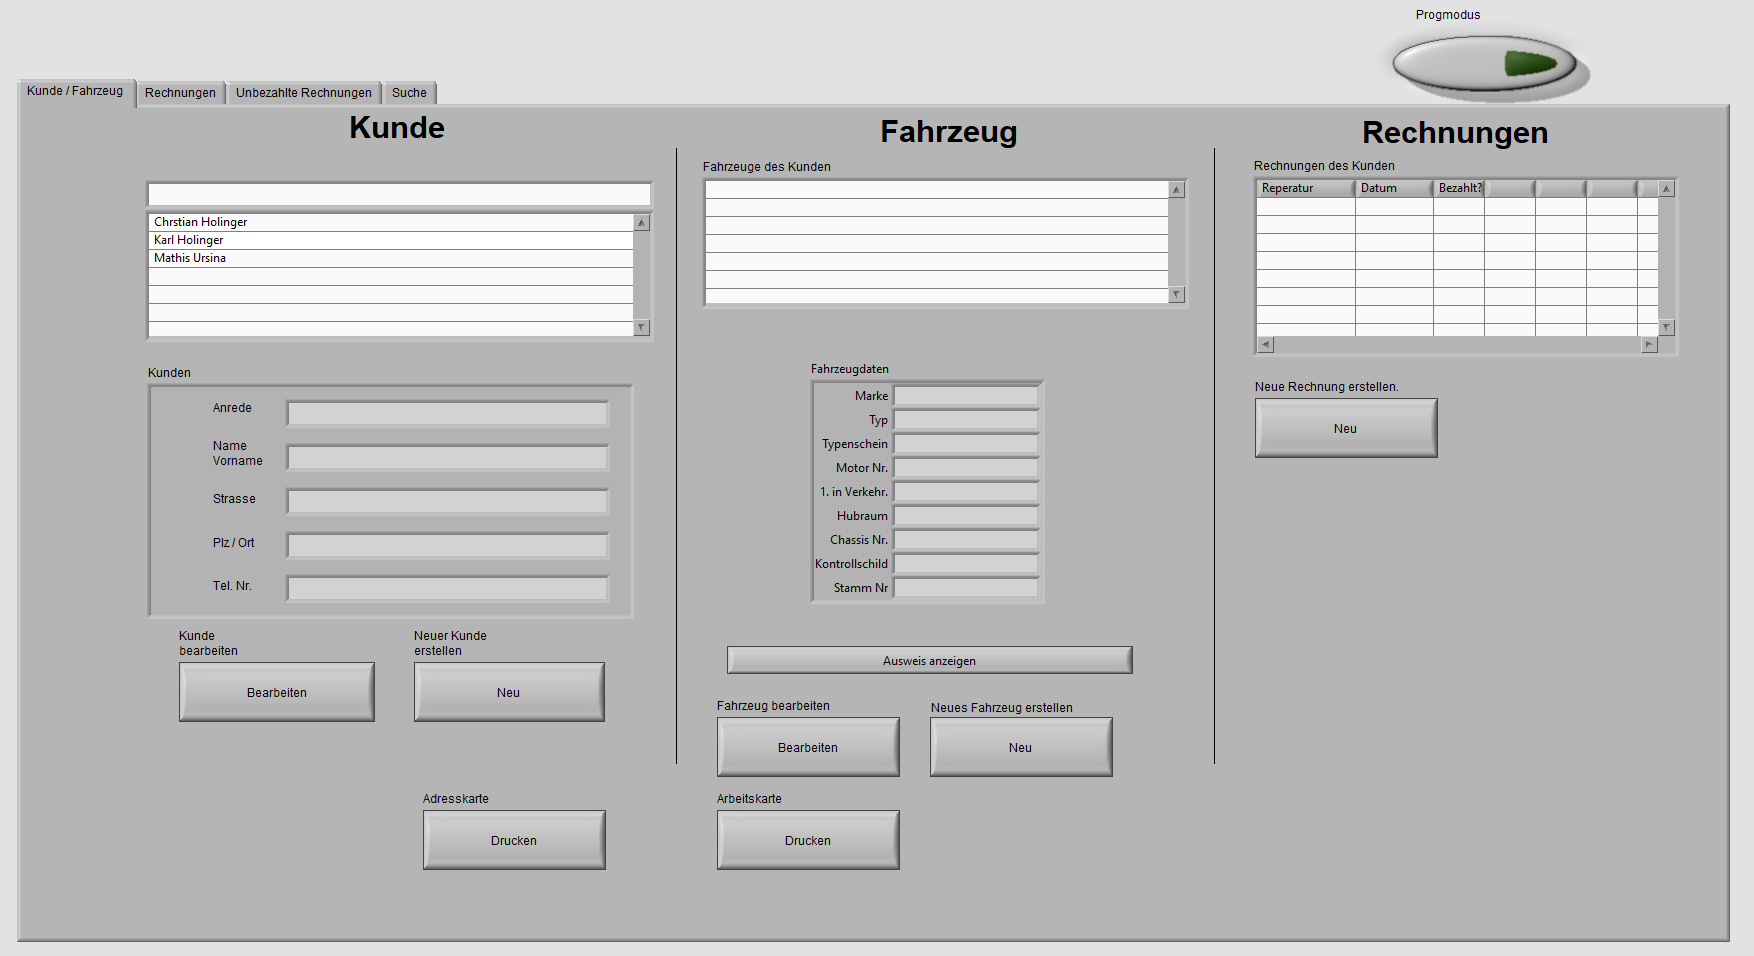 Progmodus
Kunde / Fahrzeug
Rechnungen
Unbezahlte Rechnungen
Suche
Kunde
Chrstian Holinger
Karl Holinger
Mathis Ursina
Kunden
Anrede
Name
Vorname
Strasse
Plz / Ort
Tel. Nr.
Kunde
bearbeiten
Bearbeiten
Neuer Kunde
erstellen
Neu
Adresskarte
Drucken
Fahrzeug
Fahrzeuge des Kunden
Fahrzeugdaten
Marke
Typ
Typenschein
Motor Nr.
1. in Verkehr.
Hubraum
Chassis Nr.
Kontrollschild
Stamm Nr
Ausweis anzeigen
Fahrzeug bearbeiten
Bearbeiten
Neues Fahrzeug erstellen
Neu
Arbeitskarte
Drucken
Rechnungen
Rechnungen des Kunden
Reperatur Datum Bezahlt?
Neue Rechnung erstellen.
Neu